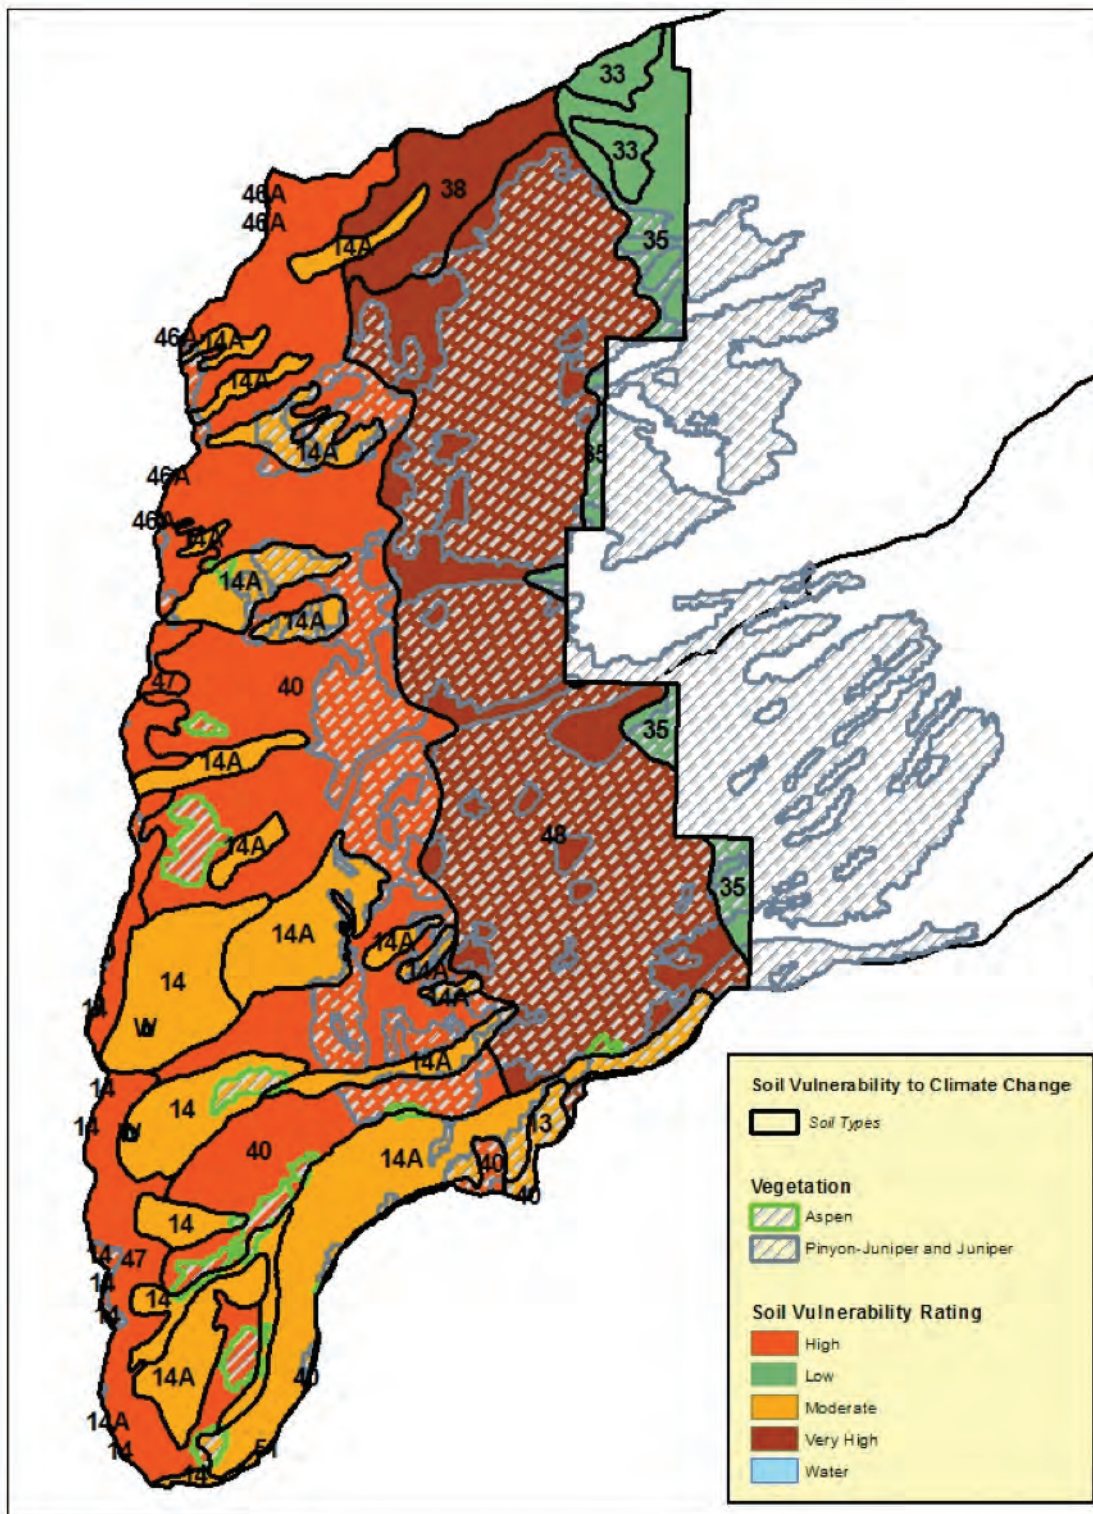 33
33
46A
38
46A
35
14A
46A
14A
14A
14A
35
46A
46A
14A
14A
14A
47
40
35
14A
14A
48
35
14A
14A
14
14A
14A
14
W
14A
14
14
14
W
13
40
14A
40
40
14
14
47
14
14
14
14A
40
14A
14
51
14
Soil Vulnerability to Climate Change
Soil Types
Vegetation
Aspen
Pinyon-Juniper and Juniper
Soil Vulnerability Rating
High
Low
Moderate
Very High
Water